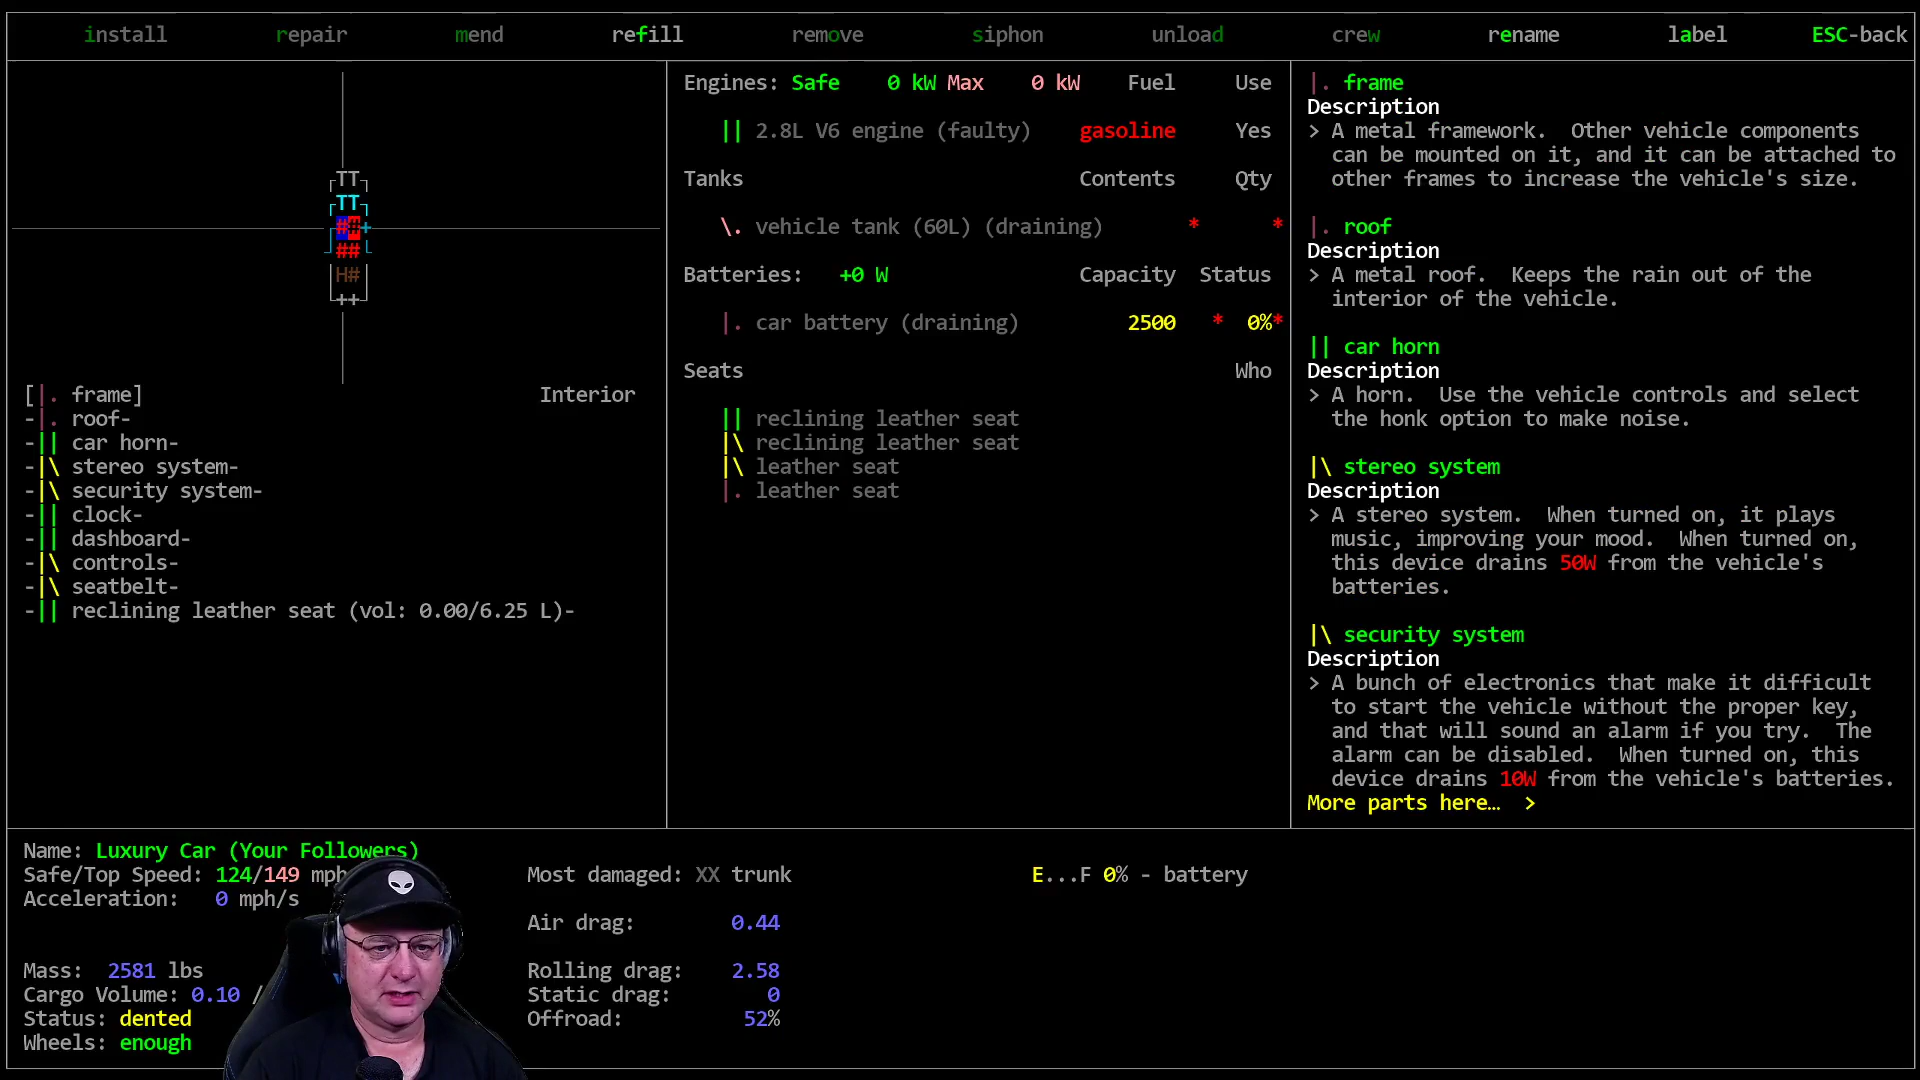 install repair mend refill remove siphon unload crew rename label ESC-back
Engines: Safe 0 kW Max 0 kW Fuel Use
|| 2.8L V6 engine (faulty) gasoline Yes
Tanks Contents Qty
\. vehicle tank (60L) (draining) * *
Batteries: +0 W Capacity Status
|. car battery (draining) 2500 * 0%*
Seats Who
|| reclining leather seat
|\ reclining leather seat
|\ leather seat
|. leather seat
┌TT┐
┌TT┐
##+
##
H#
++
[|. frame] Interior
-|. roof-
-|| car horn-
-|\ stereo system-
-|\ security system-
-|| clock-
-|| dashboard-
-|\ controls-
-|\ seatbelt-
-|| reclining leather seat (vol: 0.00/6.25 L)-
|. frame
Description
> A metal framework.  Other vehicle components
can be mounted on it, and it can be attached to
other frames to increase the vehicle's size.
|. roof
Description
> A metal roof.  Keeps the rain out of the
interior of the vehicle.
|| car horn
Description
> A horn.  Use the vehicle controls and select
the honk option to make noise.
|\ stereo system
Description
> A stereo system.  When turned on, it plays
music, improving your mood.  When turned on,
this device drains 50W from the vehicle's
batteries.
|\ security system
Description
> A bunch of electronics that make it difficult
to start the vehicle without the proper key,
and that will sound an alarm if you try.  The
alarm can be disabled.  When turned on, this
device drains 10W from the vehicle's batteries.
More parts here…  >
Name: Luxury Car (Your Followers)
Safe/Top Speed: 124/149 mph
Acceleration: 0 mph/s
Mass: 2581 lbs
Cargo Volume: 0.10 /
Status: dented
Wheels: enough
Most damaged: XX trunk
Air drag: 0.44
Rolling drag: 2.58
Static drag: 0
Offroad: 52%
E...F 0% - battery